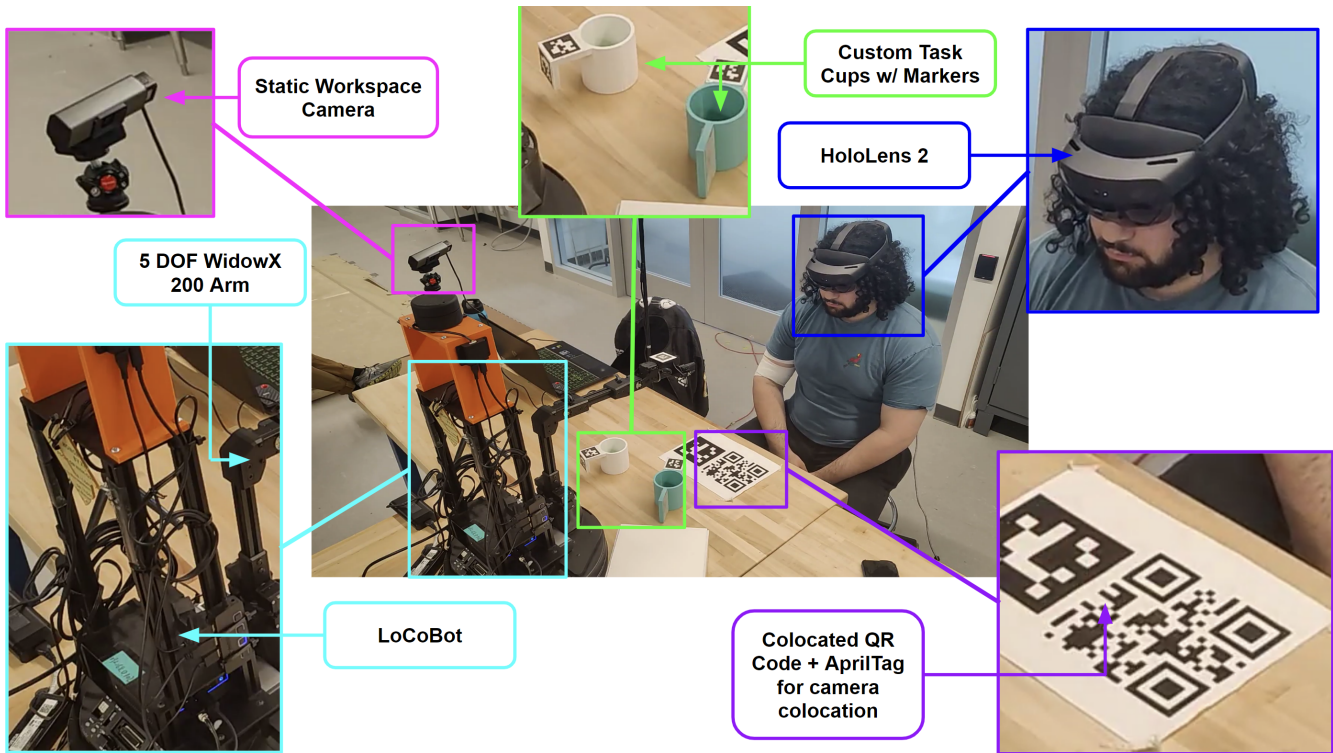 Static Workspace
Camera
Custom Task
Cups w/ Markers
HoloLens 2
5 DOF WidowX
200 Arm
LoCoBot
Colocated QR
Code + AprilTag
for camera
colocation